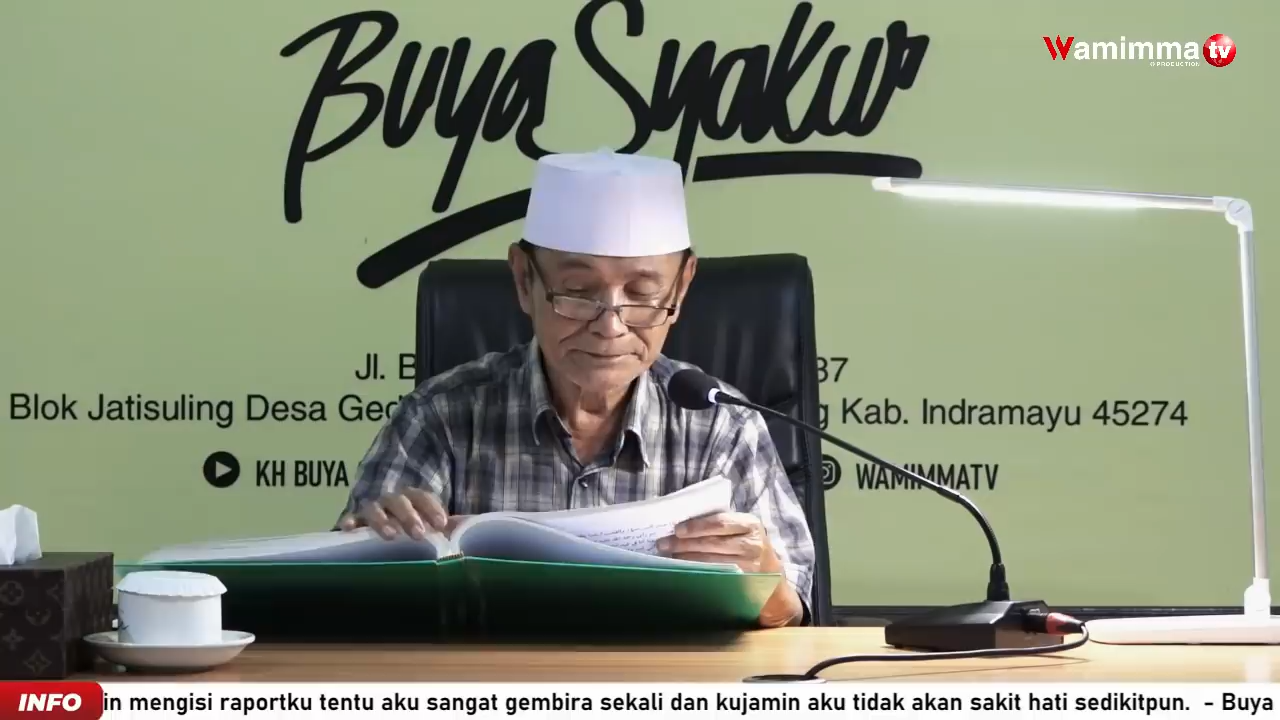 Buya Syakur
Wamimma tv
Jl. B 37
Blok Jatisuling Desa Ged g Kab. Indramayu 45274
KH BUYA WAMIMMATV
INFO in mengisi raportku tentu aku sangat gembira sekali dan kujamin aku tidak akan sakit hati sedikitpun. - Buya